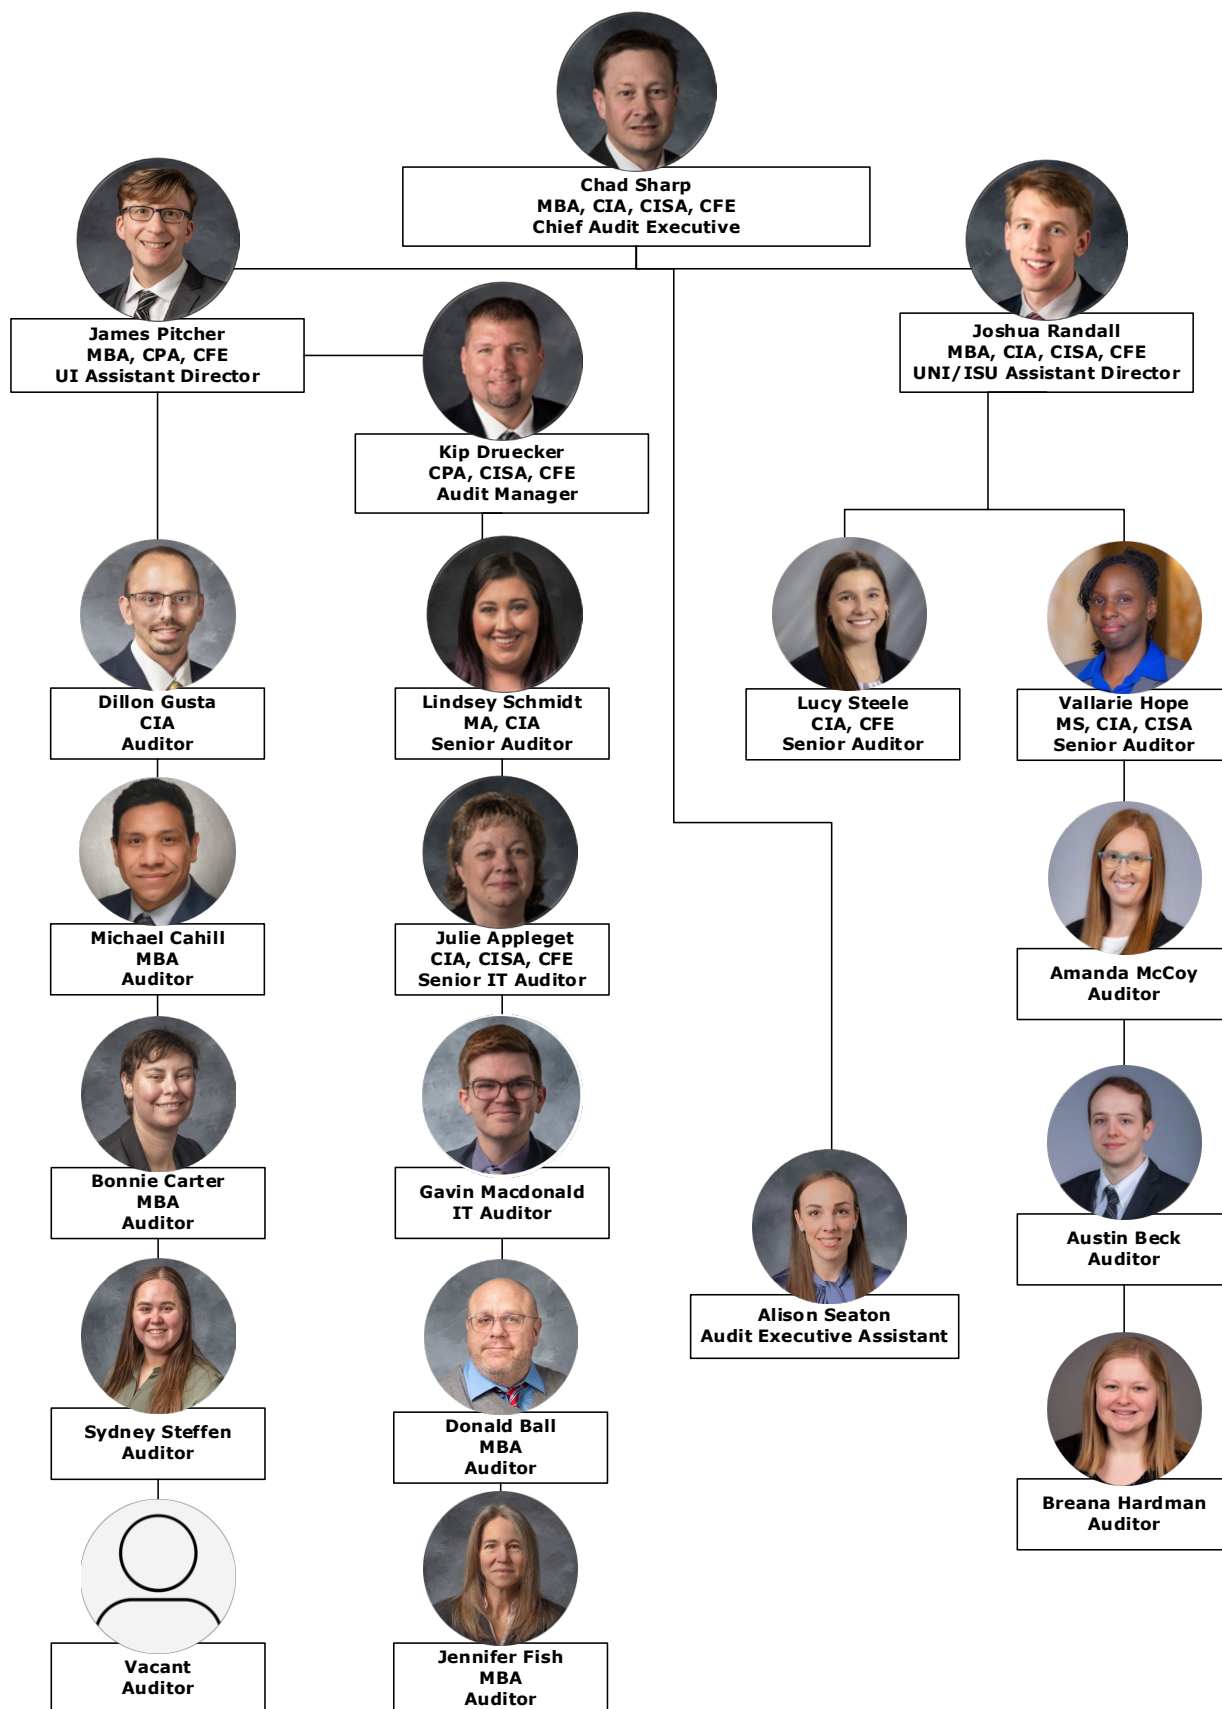 Chad Sharp
MBA, CIA, CISA, CFE
Chief Audit Executive
James Pitcher
MBA, CPA, CFE
UI Assistant Director
Joshua Randall
MBA, CIA, CISA, CFE
UNI/ISU Assistant Director
Kip Druecker
CPA, CISA, CFE
Audit Manager
Dillon Gusta
CIA
Auditor
Lindsey Schmidt
MA, CIA
Senior Auditor
Lucy Steele
CIA, CFE
Senior Auditor
Vallarie Hope
MS, CIA, CISA
Senior Auditor
Michael Cahill
MBA
Auditor
Julie Appleget
CIA, CISA, CFE
Senior IT Auditor
Amanda McCoy
Auditor
Bonnie Carter
MBA
Auditor
Gavin Macdonald
IT Auditor
Austin Beck
Auditor
Alison Seaton
Audit Executive Assistant
Sydney Steffen
Auditor
Donald Ball
MBA
Auditor
Breana Hardman
Auditor
Vacant
Auditor
Jennifer Fish
MBA
Auditor